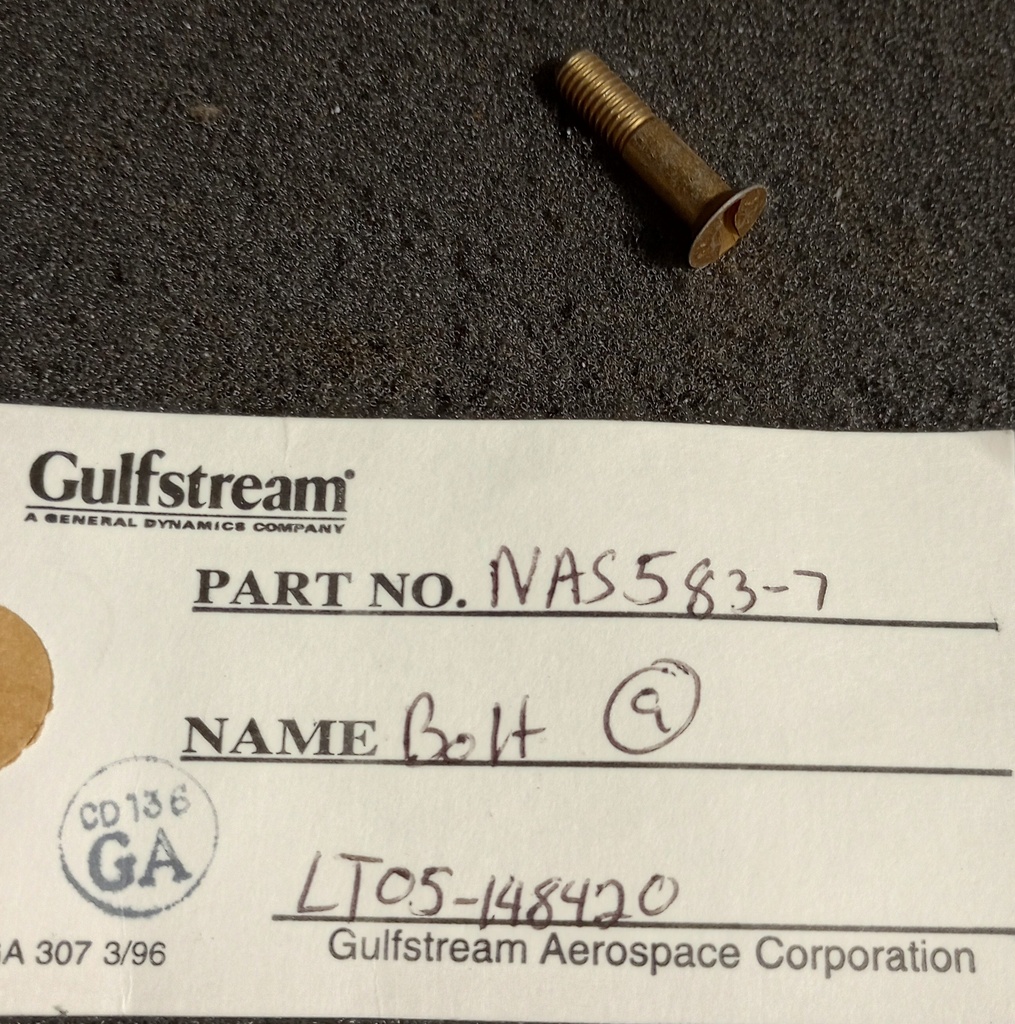 Gulfstream®
A GENERAL DYNAMICS COMPANY
PART NO. NAS583-7
NAME Bolt 9
CD 136
GA
LT05-148420
GA 307 3/96
Gulfstream Aerospace Corporation